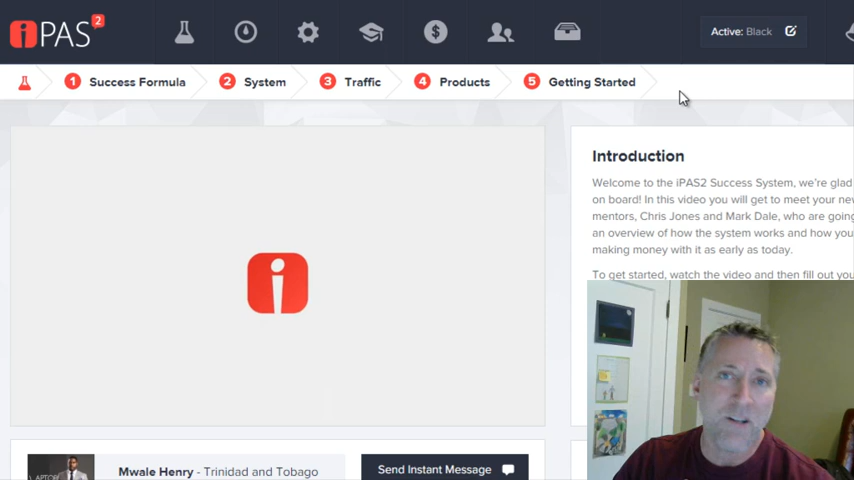 iPAS2
Active: Black
1 Success Formula 2 System 3 Traffic 4 Products 5 Getting Started
Introduction
Welcome to the iPAS2 Success System, we're glad
on board! In this video you will get to meet your
mentors, Chris Jones and Mark Dale, who are
an overview of how the system works and how
making money with it as early as today.
To get started, watch the video and then fill out
Mwale Henry - Trinidad and Tobago
Send Instant Message